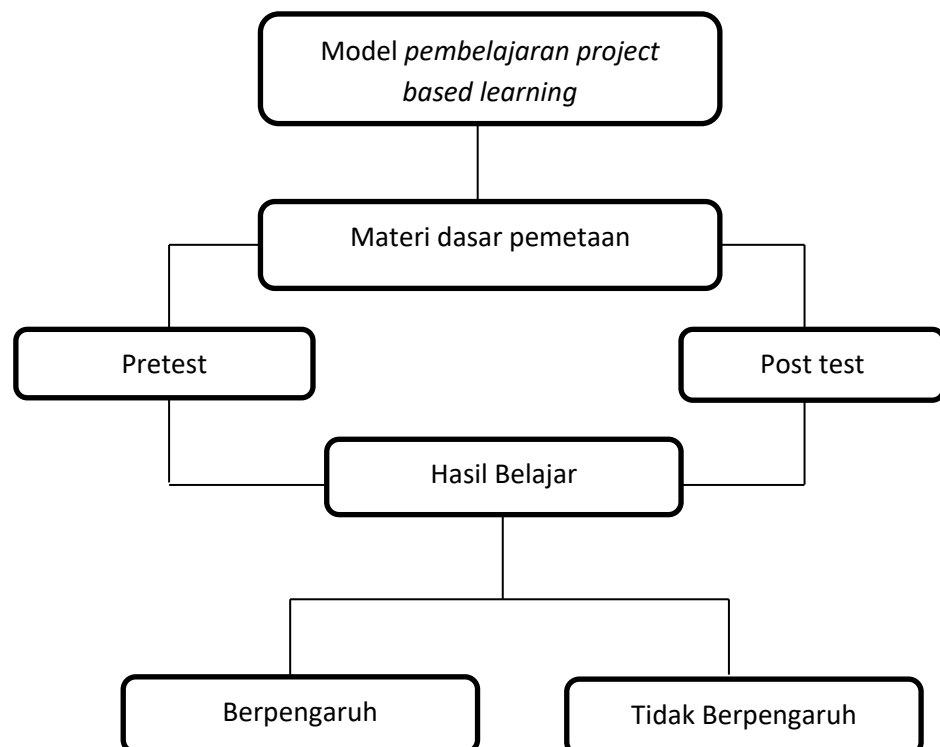 Model pembelajaran project
based learning
Materi dasar pemetaan
Pretest
Post test
Hasil Belajar
Berpengaruh
Tidak Berpengaruh